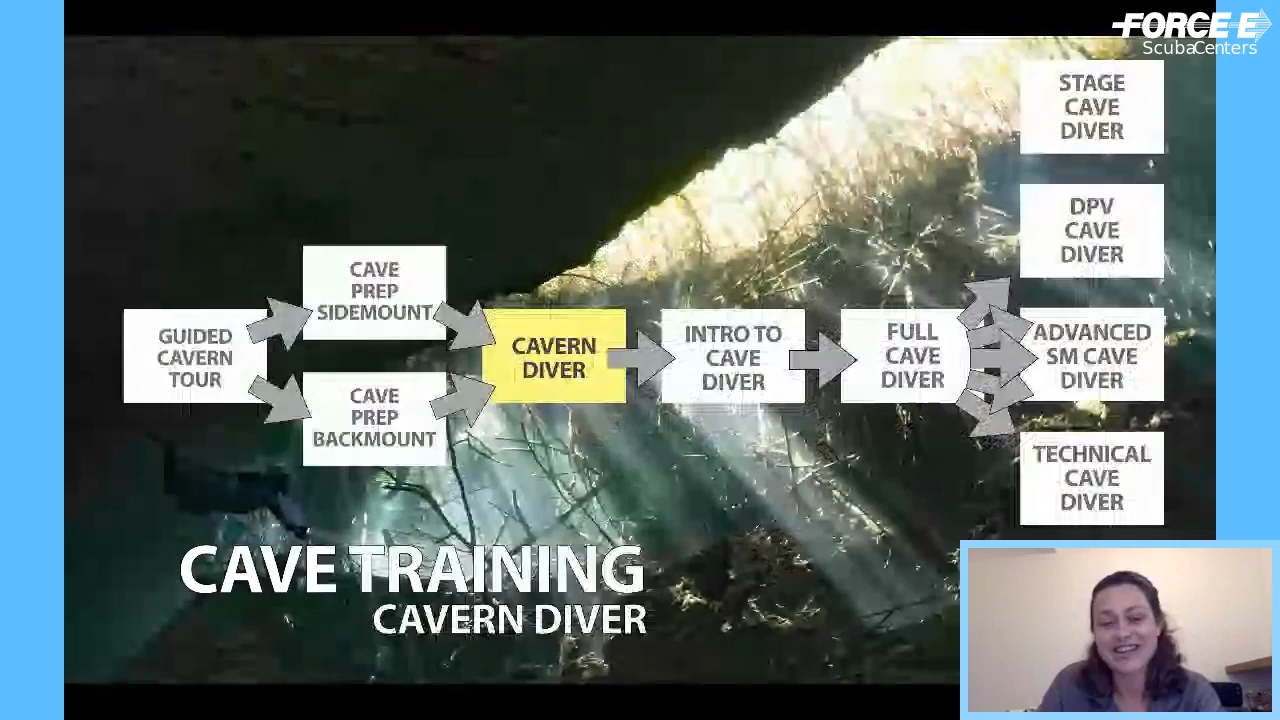 FORCE-E
ScubaCenters
STAGE
CAVE
DIVER
DPV
CAVE
DIVER
CAVE
PREP
SIDEMOUNT
GUIDED
CAVERN
TOUR
CAVE
PREP
BACKMOUNT
CAVERN
DIVER
INTRO TO
CAVE
DIVER
FULL
CAVE
DIVER
ADVANCED
SM CAVE
DIVER
TECHNICAL
CAVE
DIVER
CAVE TRAINING
CAVERN DIVER